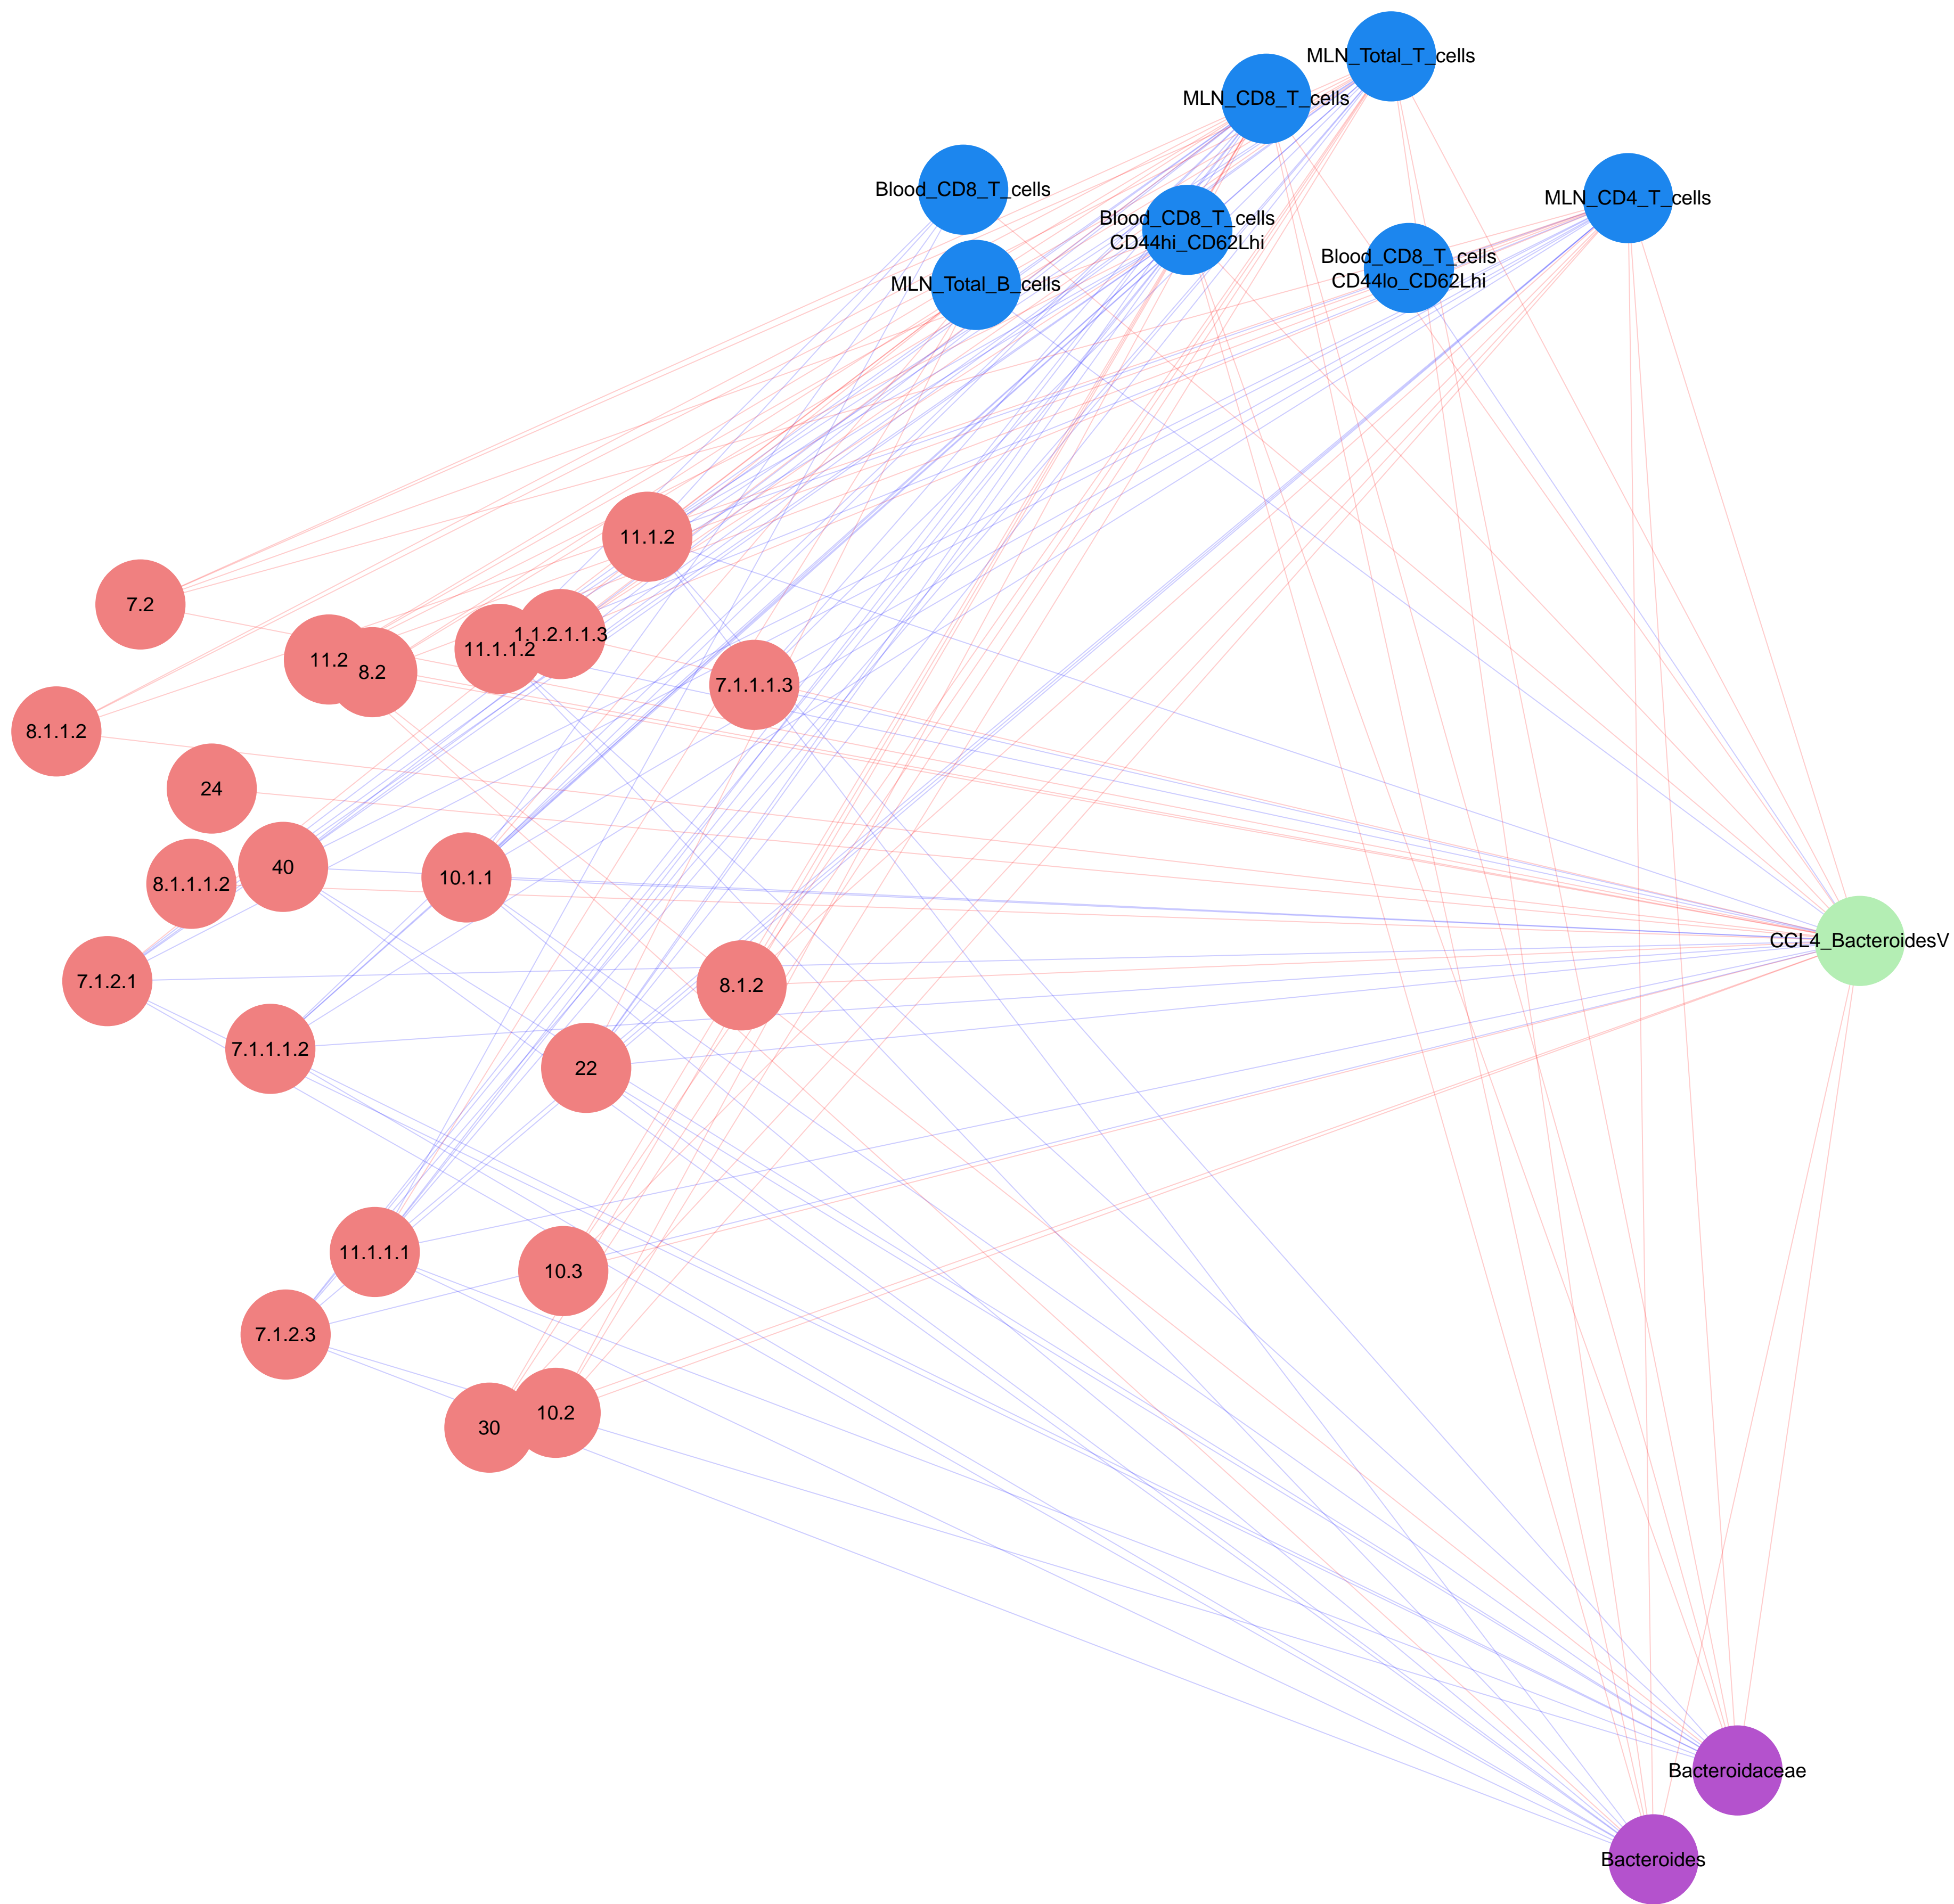 MLN_Total_T_cells
MLN_CD8_T_cells
Blood_CD8_T_cells
MLN_CD4_T_cells
Blood_CD8_T_cells
CD44hi_CD62Lhi
Blood_CD8_T_cells
CD44lo_CD62Lhi
MLN_Total_B_cells
11.1.2
7.2
1.1.2.1.1.3
11.1.1.2
11.2
8.2
7.1.1.1.3
8.1.1.2
24
40
10.1.1
8.1.1.1.2
CCL4_BacteroidesV
7.1.2.1
8.1.2
7.1.1.1.2
22
11.1.1.1
10.3
7.1.2.3
10.2
30
Bacteroidaceae
Bacteroides